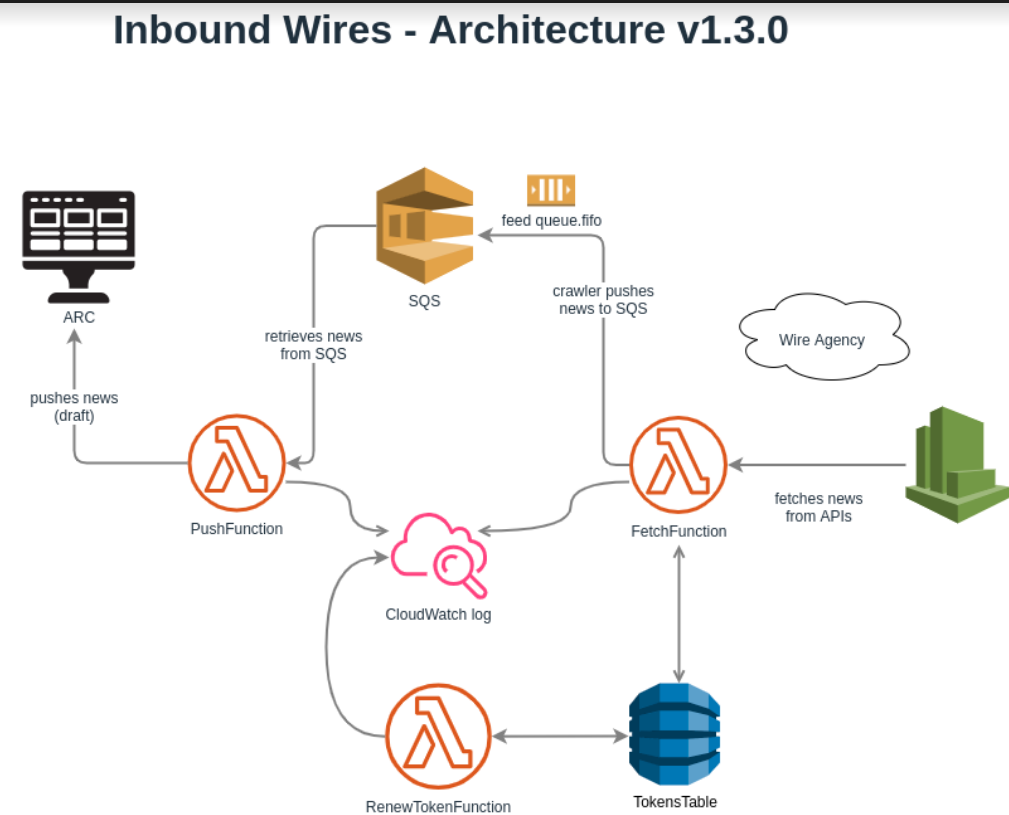 Inbound Wires - Architecture v1.3.0
feed queue.fifo
SQS
crawler pushes
news to SQS
ARC
retrieves news
from SQS
Wire Agency
pushes news
(draft)
PushFunction
FetchFunction
fetches news
from APIs
CloudWatch log
RenewTokenFunction
TokensTable